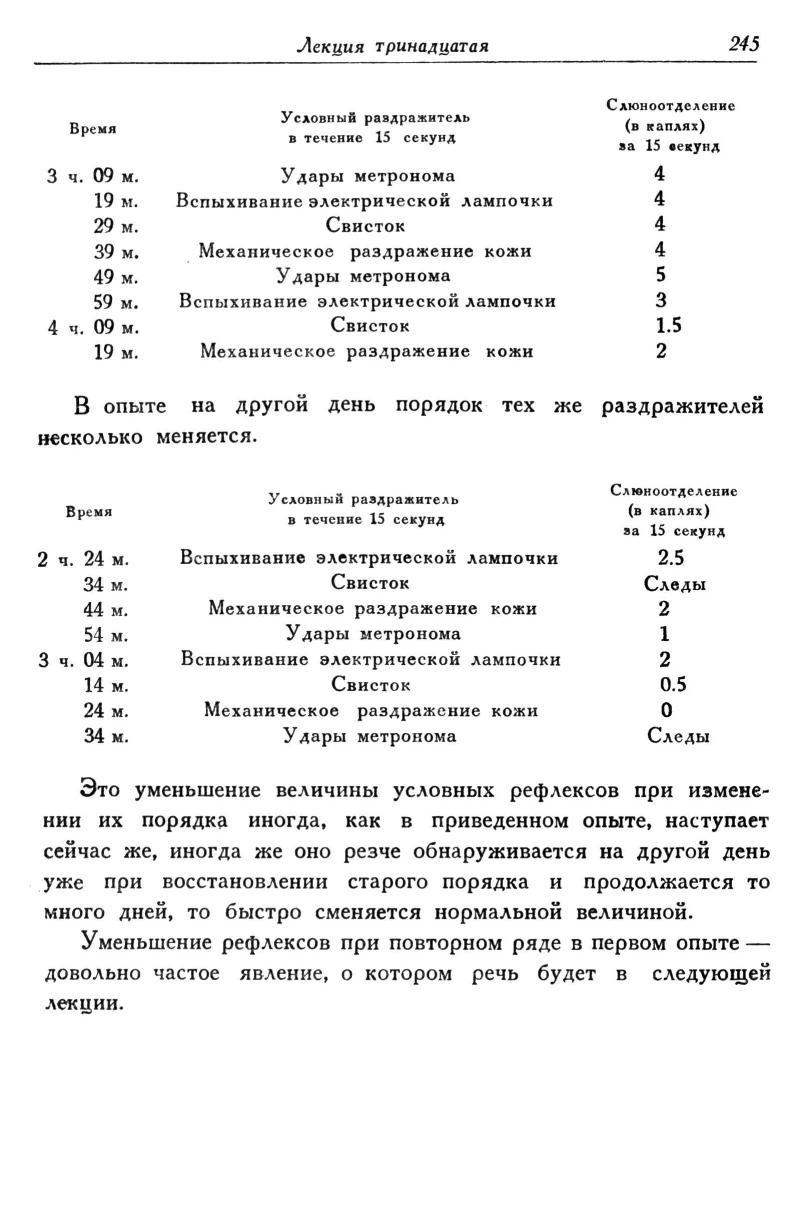 Лекция тринадцатая 245
Время Условный раздражитель в течение 15 секунд Слюноотделение (в каплях) за 15 секунд
3 ч. 09 м. Удары метронома 4
19 м. Вспыхивание электрической лампочки 4
29 м. Свисток 4
39 м. Механическое раздражение кожи 4
49 м. Удары метронома 5
59 м. Вспыхивание электрической лампочки 3
4 ч. 09 м. Свисток 1.5
19 м. Механическое раздражение кожи 2
В опыте на другой день порядок тех же раздражителей
несколько меняется.
Время Условный раздражитель в течение 15 секунд Слюноотделение (в каплях) за 15 секунд
2 ч. 24 м. Вспыхивание электрической лампочки 2.5
34 м. Свисток Следы
44 м. Механическое раздражение кожи 2
54 м. Удары метронома 1
3 ч. 04 м. Вспыхивание электрической лампочки 2
14 м. Свисток 0.5
24 м. Механическое раздражение кожи 0
34 м. Удары метронома Следы
Это уменьшение величины условных рефлексов при измене-
нии их порядка иногда, как в приведенном опыте, наступает
сейчас же, иногда же оно резче обнаруживается на другой день
уже при восстановлении старого порядка и продолжается то
много дней, то быстро сменяется нормальной величиной.
Уменьшение рефлексов при повторном ряде в первом опыте —
довольно частое явление, о котором речь будет в следующей
лекции.